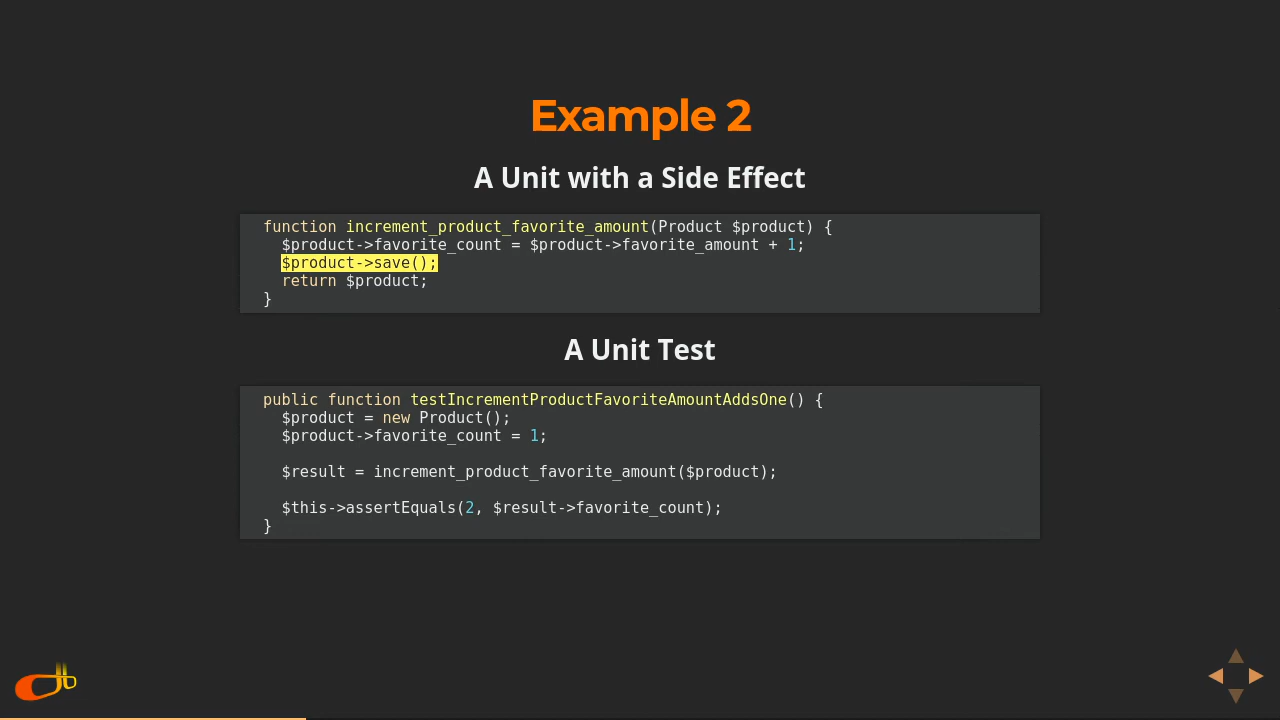 Example 2
A Unit with a Side Effect
function increment_product_favorite_amount(Product $product) {
  $product->favorite_count = $product->favorite_amount + 1;
  $product->save();
  return $product;
}
A Unit Test
public function testIncrementProductFavoriteAmountAddsOne() {
  $product = new Product();
  $product->favorite_count = 1;
  $result = increment_product_favorite_amount($product);
  $this->assertEquals(2, $result->favorite_count);
}